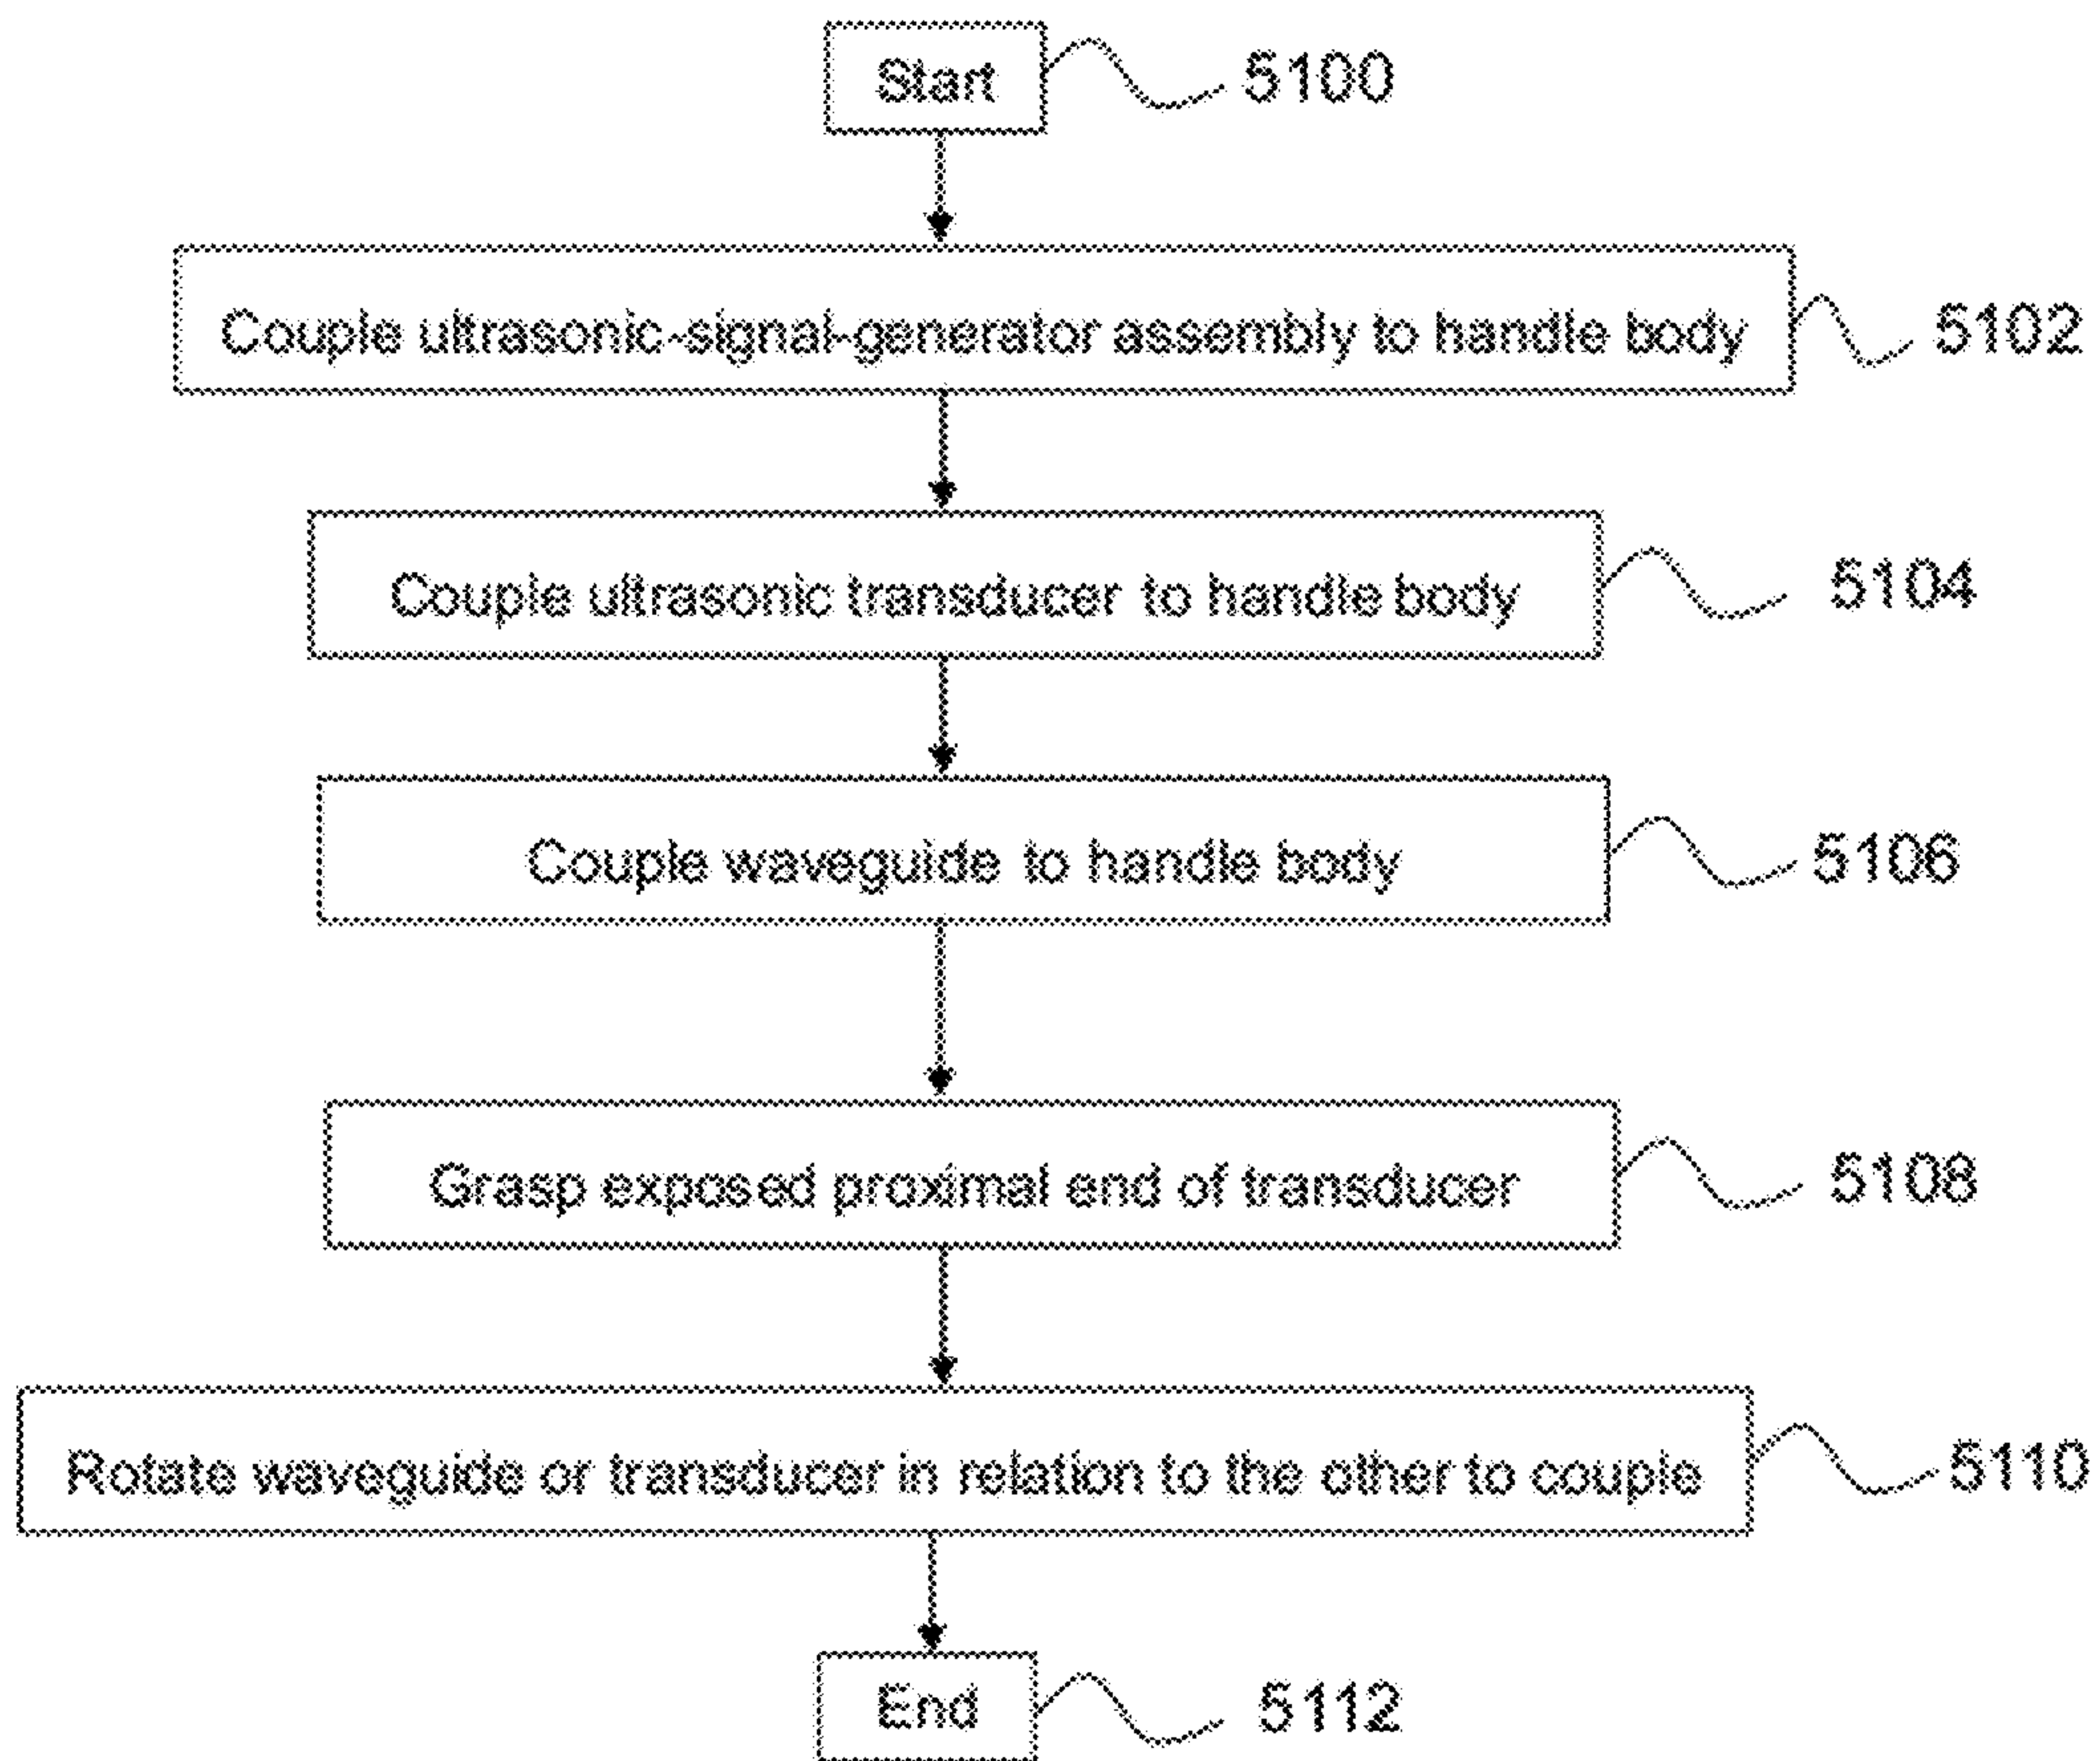 Start 5100
Couple ultrasonic-signal-generator assembly to handle body 5102
Couple ultrasonic transducer to handle body 5104
Couple waveguide to handle body 5106
Grasp exposed proximal end of transducer 5108
Rotate waveguide or transducer in relation to the other to couple 5110
End 5112